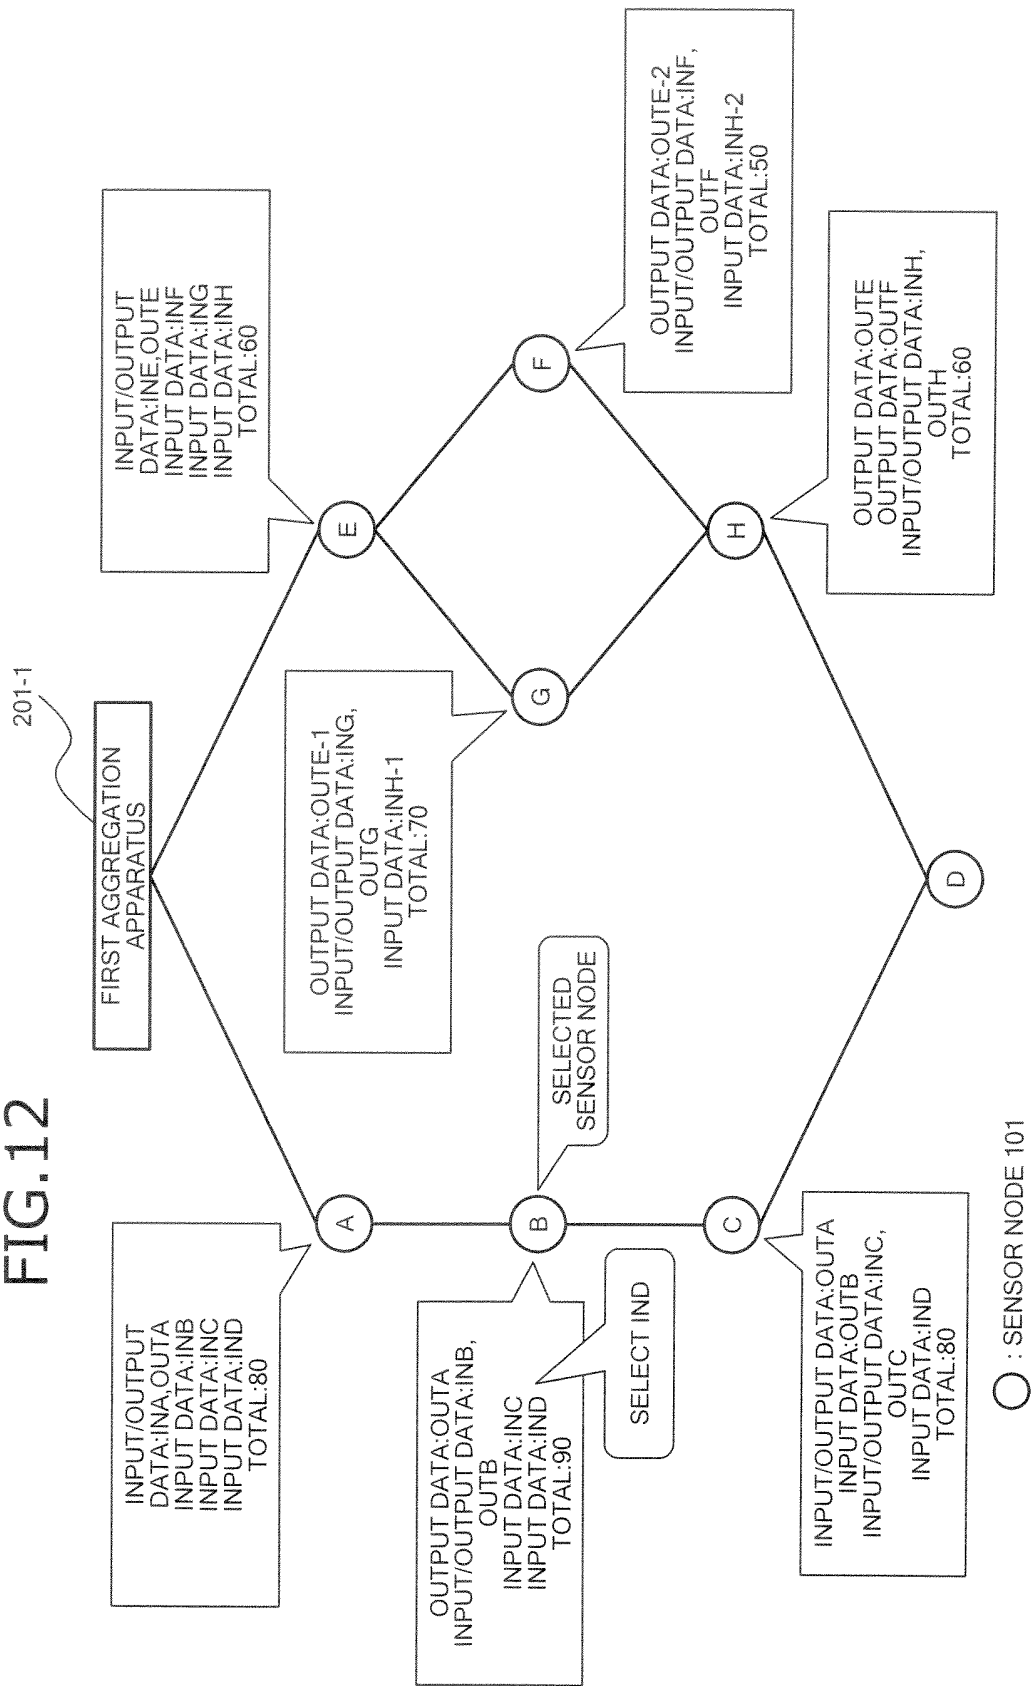 FIG.12
201-1
FIRST AGGREGATION
APPARATUS
INPUT/OUTPUT
DATA:INA,OUTA
INPUT DATA:INB
INPUT DATA:INC
INPUT DATA:IND
TOTAL:80
A
INPUT/OUTPUT
DATA:INE,OUTE
INPUT DATA:INF
INPUT DATA:ING
INPUT DATA:INH
TOTAL:60
E
OUTPUT DATA:OUTA
INPUT/OUTPUT DATA:INB,
OUTB
INPUT DATA:INC
INPUT DATA:IND
TOTAL:90
B
SELECTED
SENSOR NODE
SELECT IND
OUTPUT DATA:OUTE-1
INPUT/OUTPUT DATA:ING,
OUTG
INPUT DATA:INH-1
TOTAL:70
G
F
OUTPUT DATA:OUTE-2
INPUT/OUTPUT DATA:INF,
OUTF
INPUT DATA:INH-2
TOTAL:50
C
INPUT/OUTPUT DATA:OUTA
INPUT DATA:OUTB
INPUT/OUTPUT DATA:INC,
OUTC
INPUT DATA:IND
TOTAL:80
H
OUTPUT DATA:OUTE
OUTPUT DATA:OUTF
INPUT/OUTPUT DATA:INH,
OUTH
TOTAL:60
D
: SENSOR NODE 101